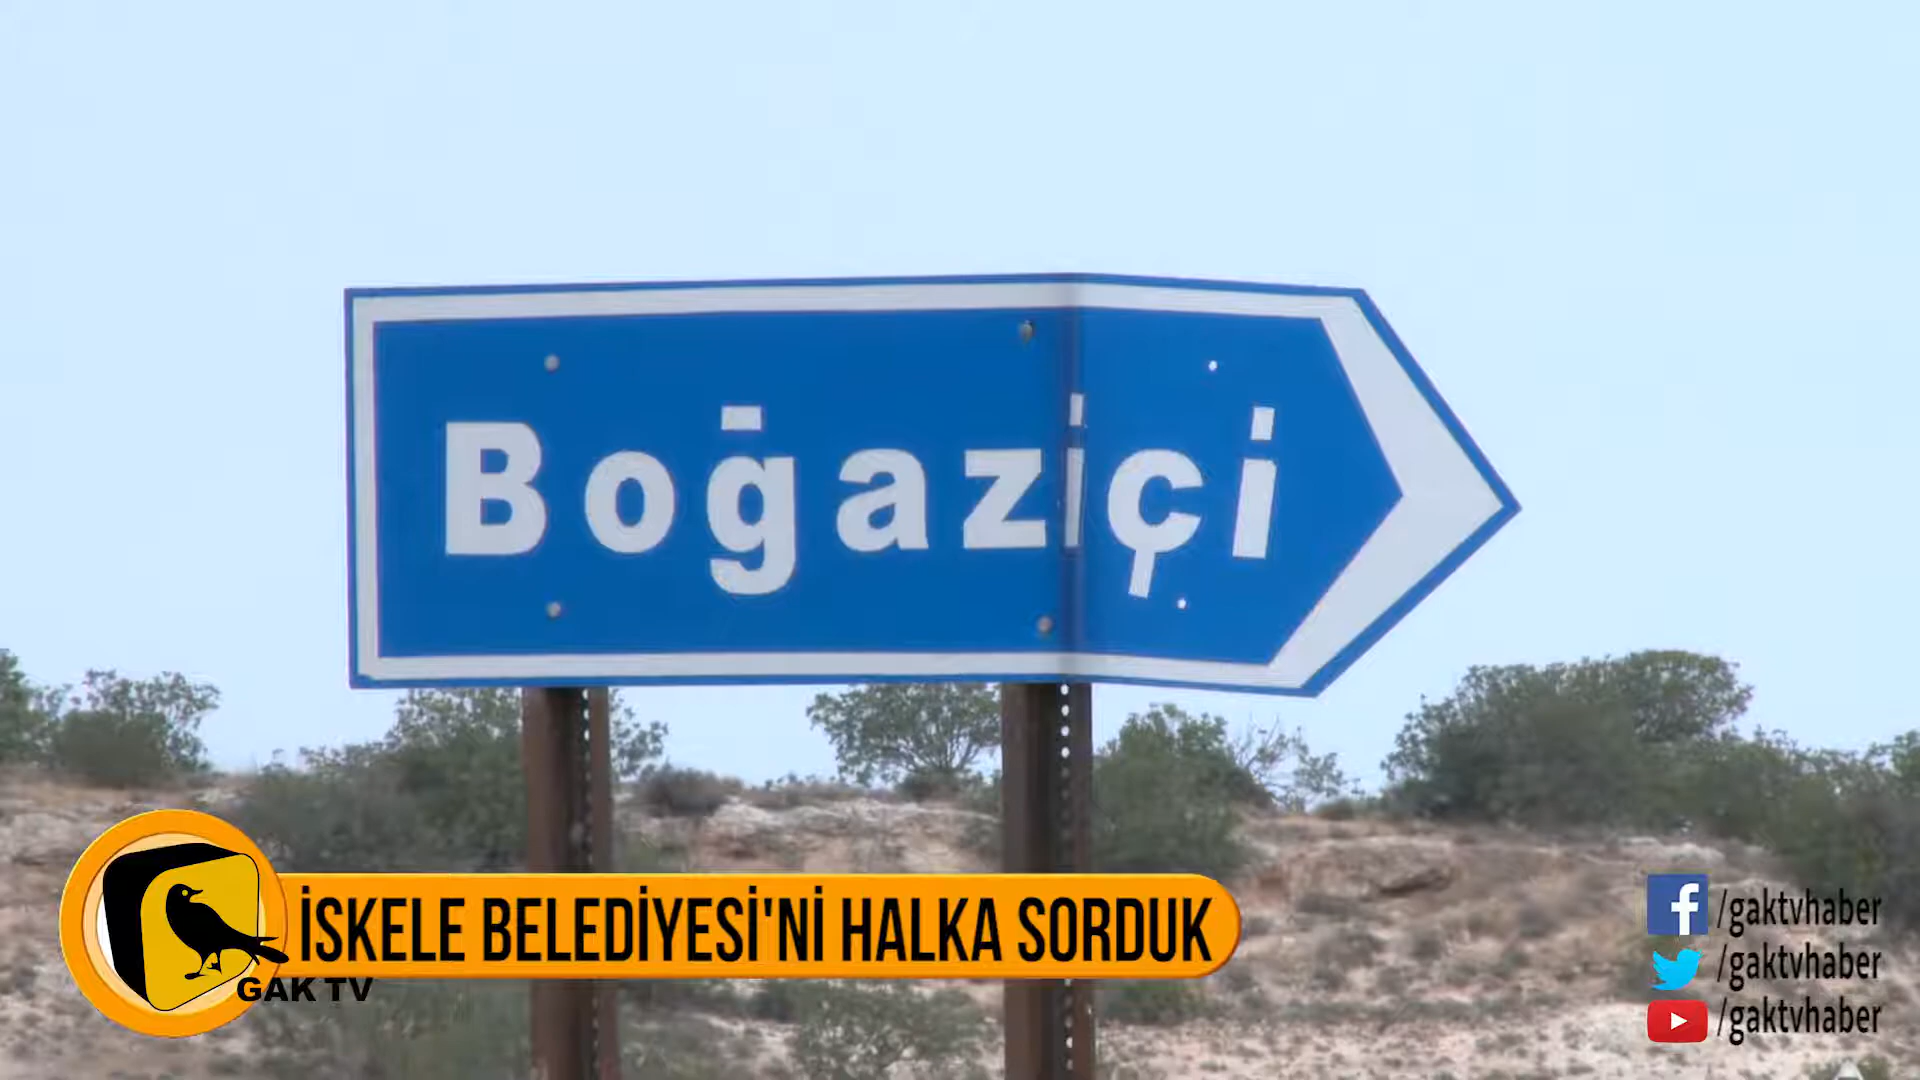 Boğaziçi
İSKELE BELEDİYESİ'Nİ HALKA SORDUK
GAK TV
/gaktvhaber
/gaktvhaber
/gaktvhaber